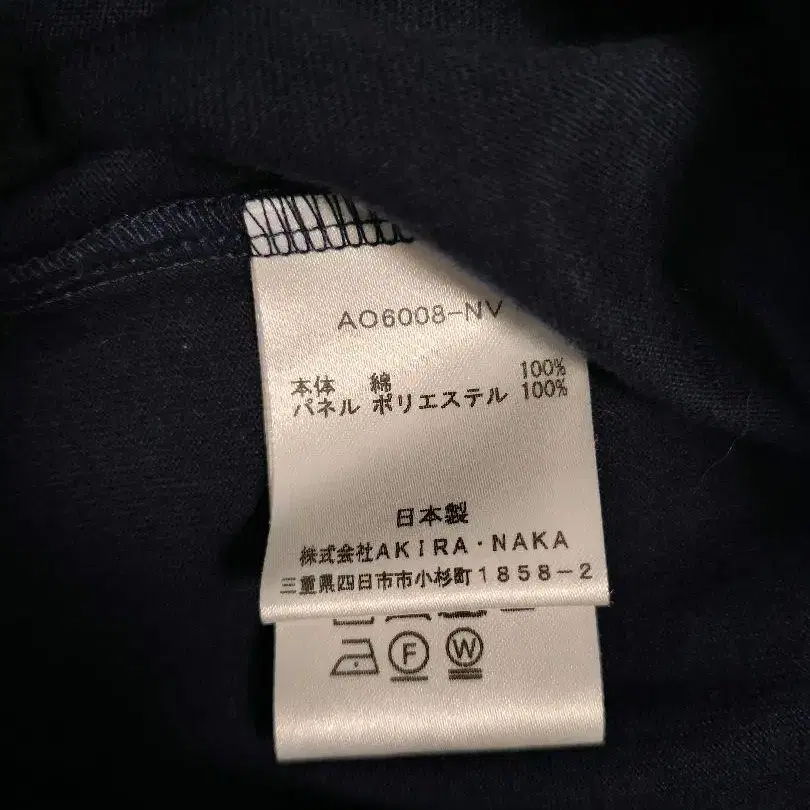 AO6008-NV
本体 綿 100%
パネル ポリエステル 100%
日本製
株式会社AKIRA・NAKA
三重県四日市市小杉町1858-2
F W